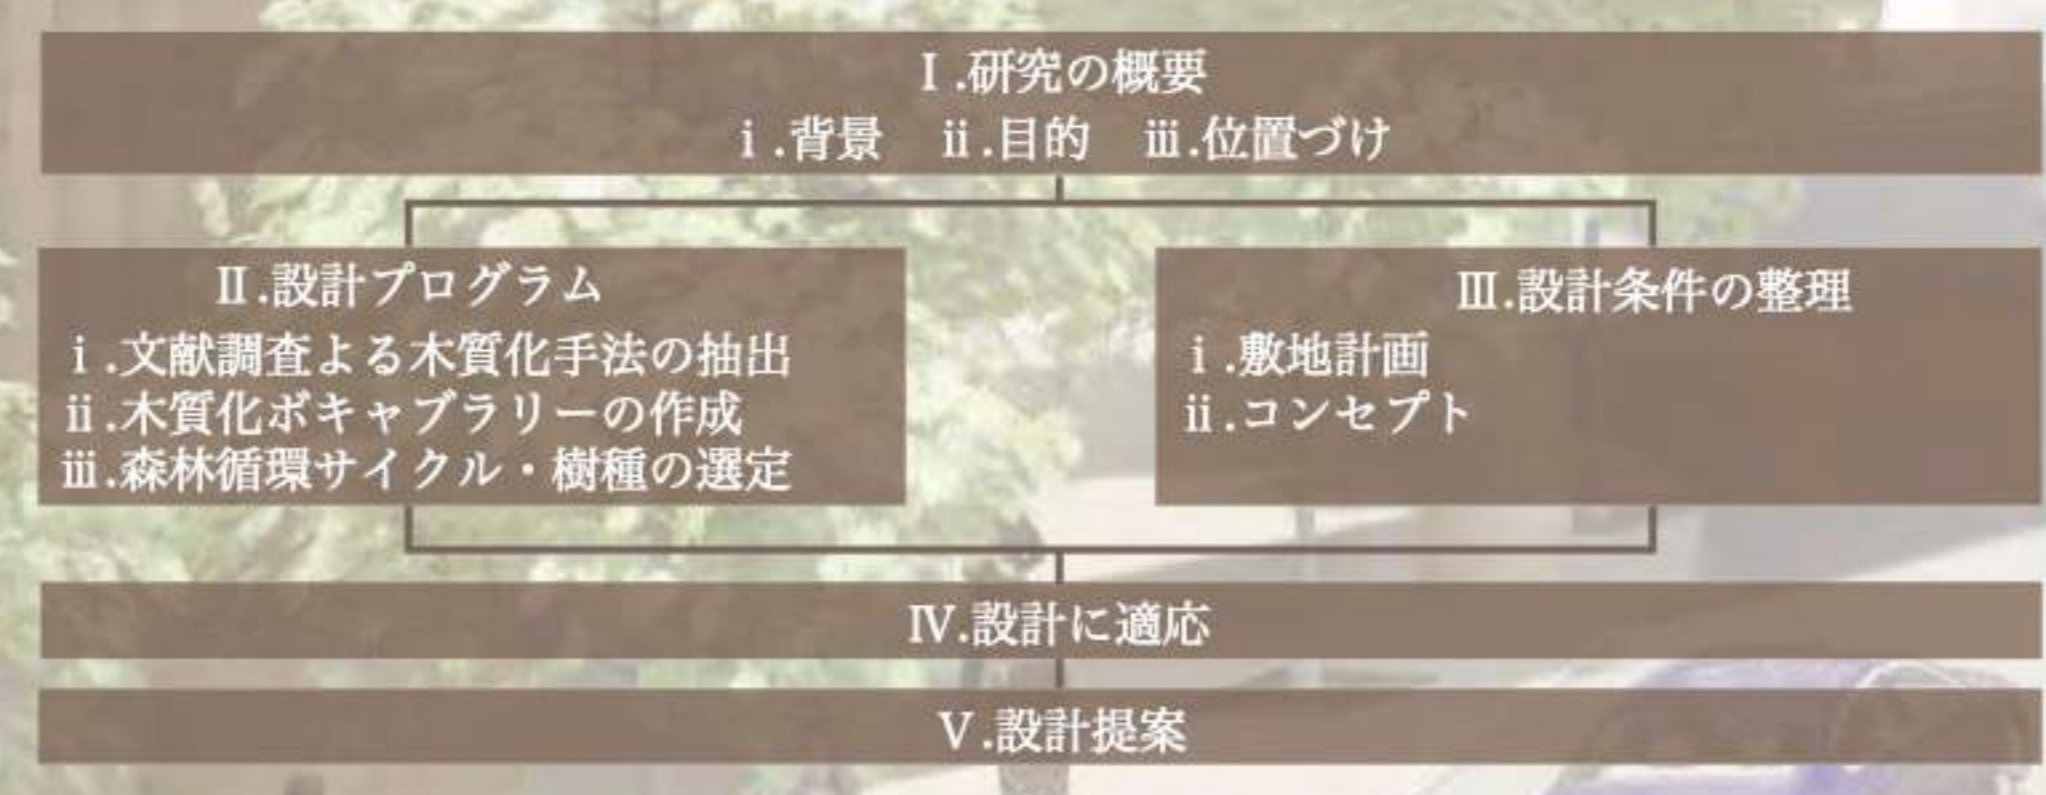 Ⅰ.研究の概要
ⅰ.背景　ⅱ.目的　ⅲ.位置づけ
Ⅱ.設計プログラム
ⅰ.文献調査よる木質化手法の抽出
ⅱ.木質化ボキャブラリーの作成
ⅲ.森林循環サイクル・樹種の選定
Ⅲ.設計条件の整理
ⅰ.敷地計画
ⅱ.コンセプト
Ⅳ.設計に適応
Ⅴ.設計提案